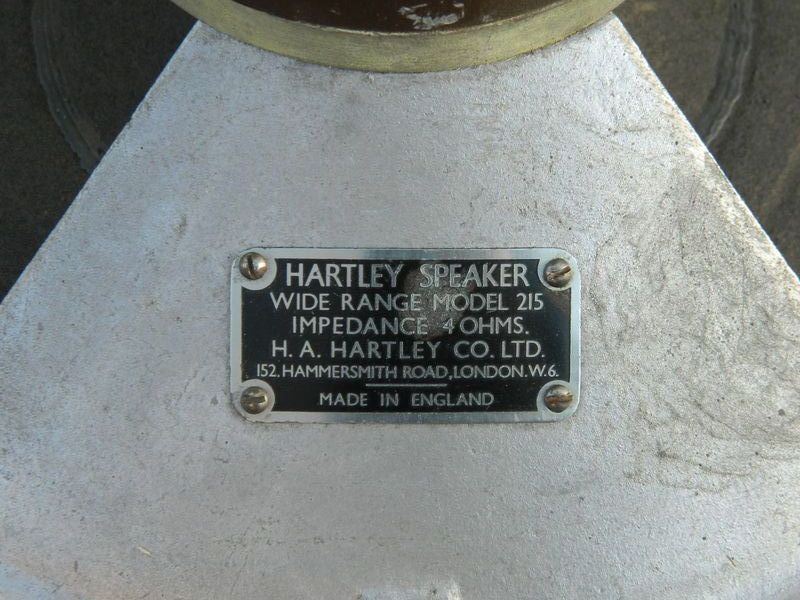 HARTLEY SPEAKER
WIDE RANGE MODEL 215
IMPEDANCE 4 OHMS.
H. A. HARTLEY CO. LTD.
152, HAMMERSMITH ROAD, LONDON. W.6.
MADE IN ENGLAND